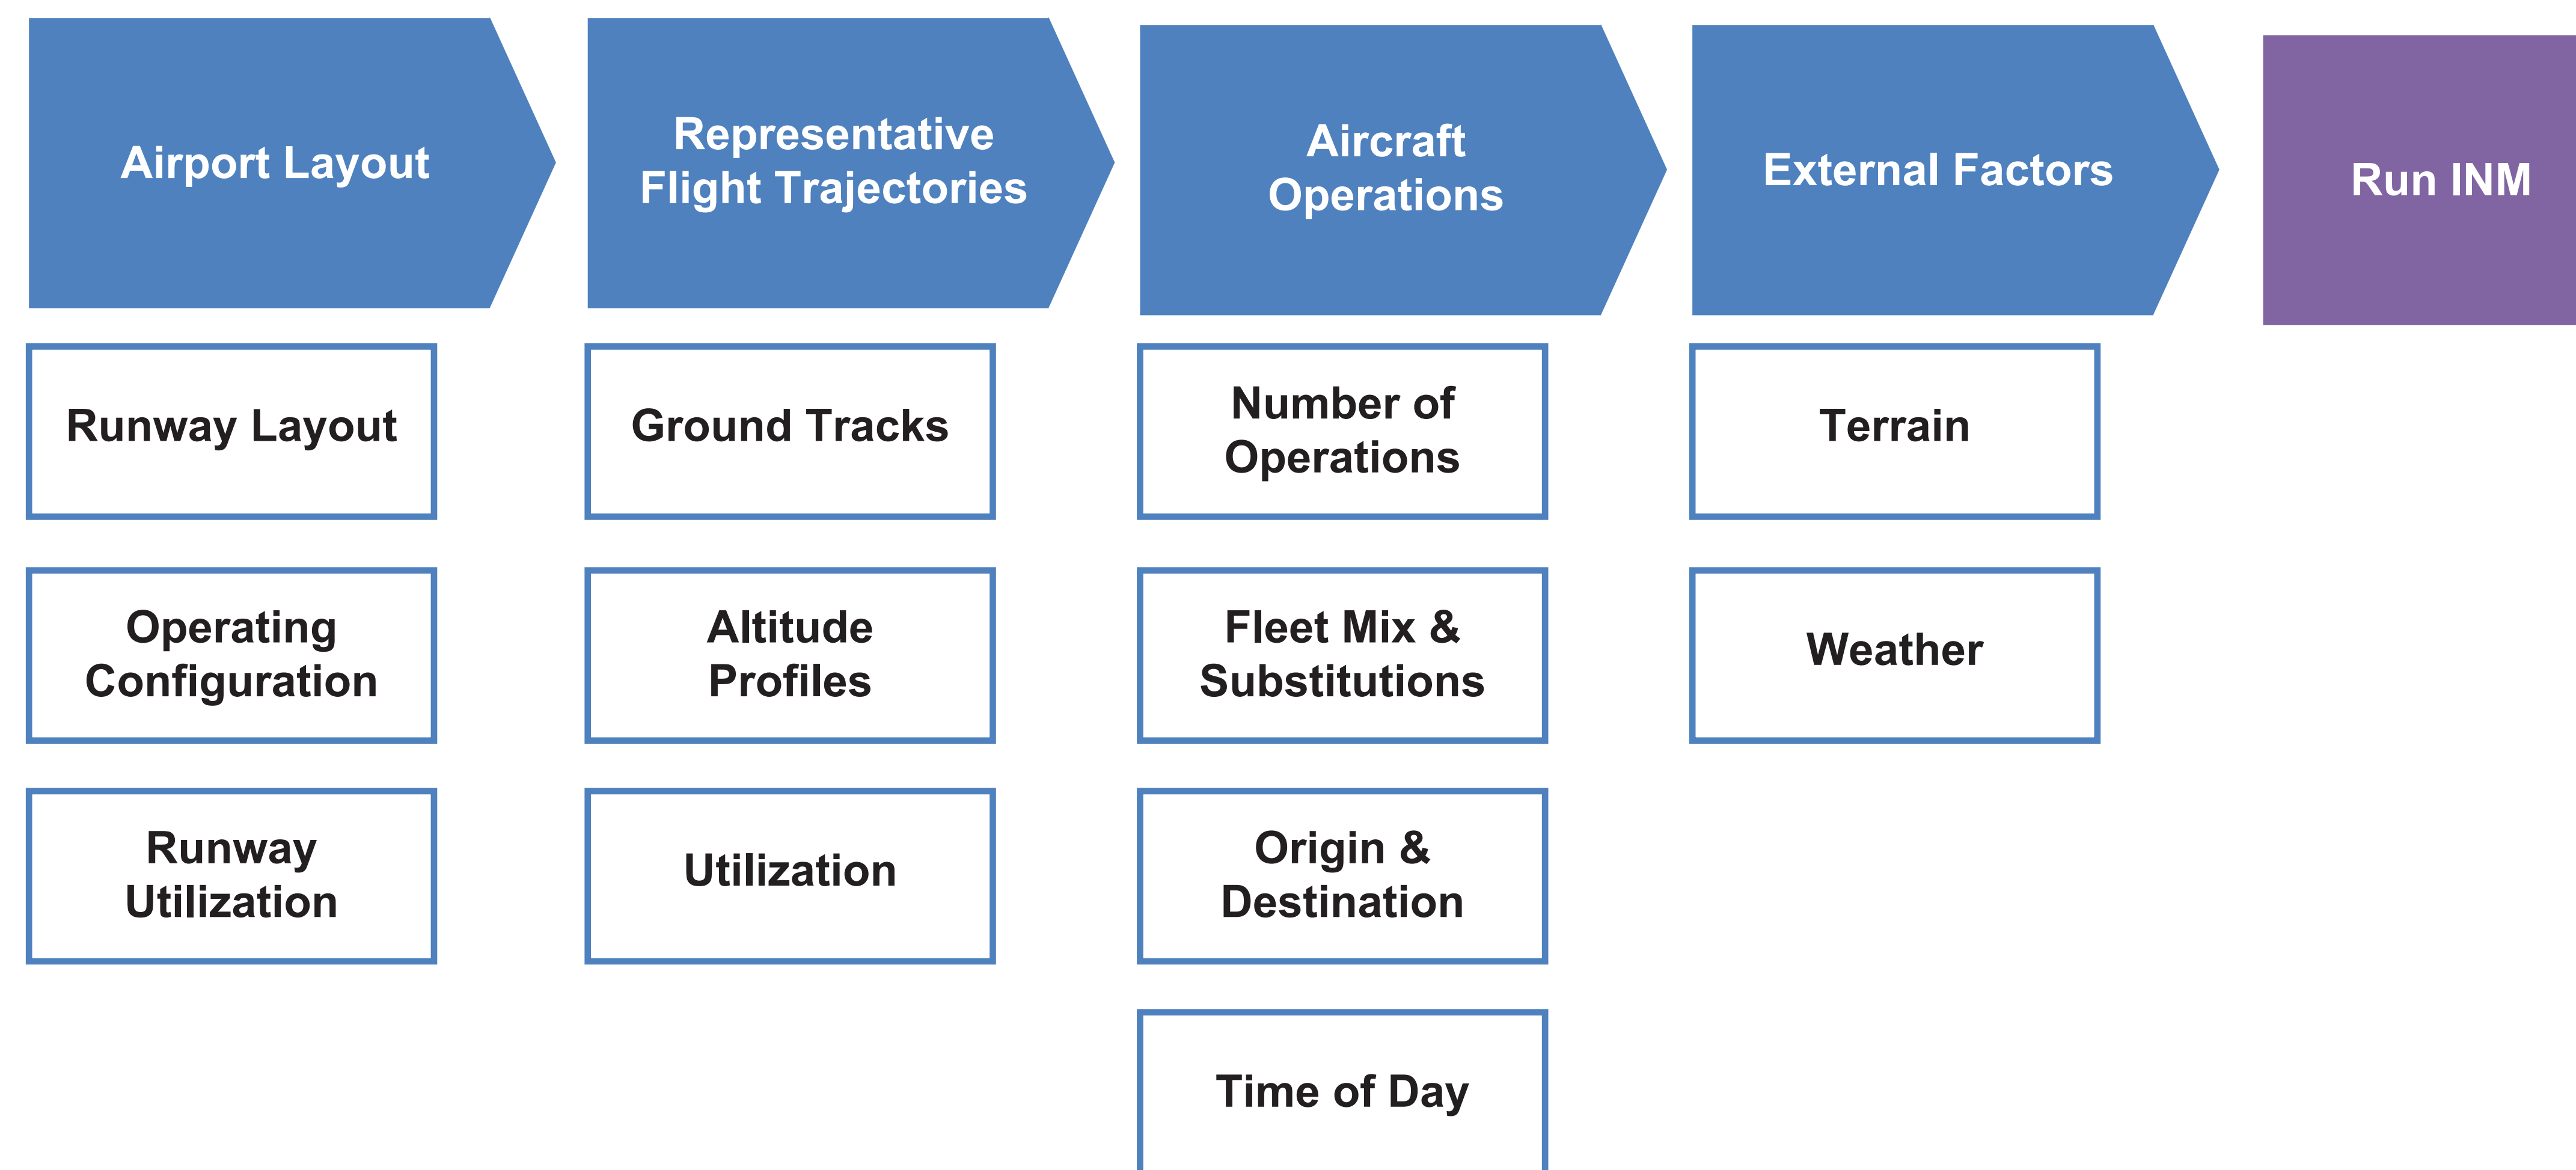 Airport Layout
Representative
Flight Trajectories
Aircraft
Operations
External Factors
Run INM
Runway Layout
Ground Tracks
Number of
Operations
Terrain
Operating
Configuration
Altitude
Profiles
Fleet Mix &
Substitutions
Weather
Runway
Utilization
Utilization
Origin &
Destination
Time of Day